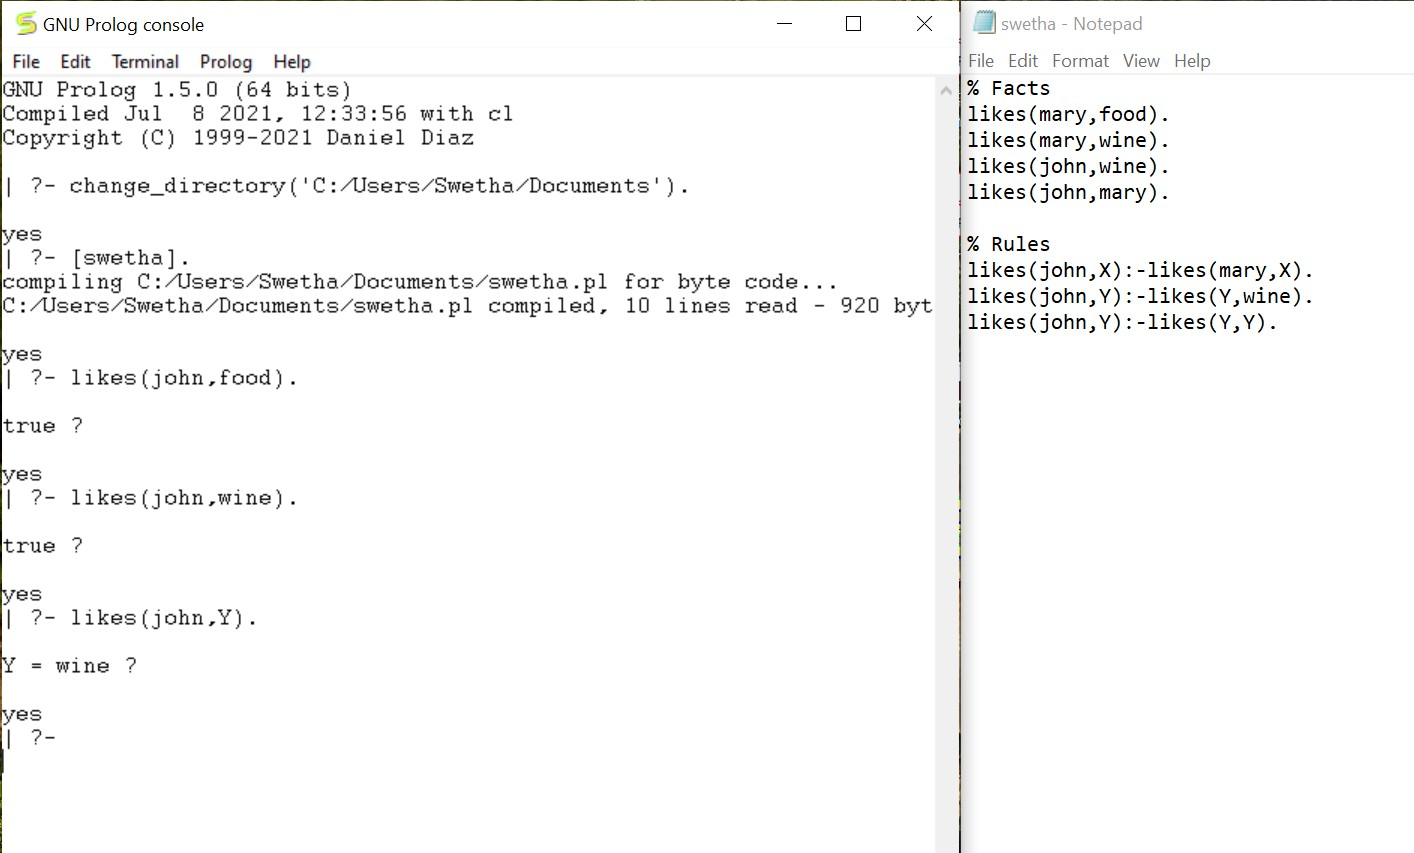 GNU Prolog console
File Edit Terminal Prolog Help
GNU Prolog 1.5.0 (64 bits)
Compiled Jul  8 2021, 12:33:56 with cl
Copyright (C) 1999-2021 Daniel Diaz
| ?- change_directory('C:/Users/Swetha/Documents').
yes
| ?- [swetha].
compiling C:/Users/Swetha/Documents/swetha.pl for byte code...
C:/Users/Swetha/Documents/swetha.pl compiled, 10 lines read - 920 byt
yes
| ?- likes(john,food).
true ?
yes
| ?- likes(john,wine).
true ?
yes
| ?- likes(john,Y).
Y = wine ?
yes
| ?-
swetha - Notepad
File Edit Format View Help
% Facts
likes(mary,food).
likes(mary,wine).
likes(john,wine).
likes(john,mary).
% Rules
likes(john,X):-likes(mary,X).
likes(john,Y):-likes(Y,wine).
likes(john,Y):-likes(Y,Y).